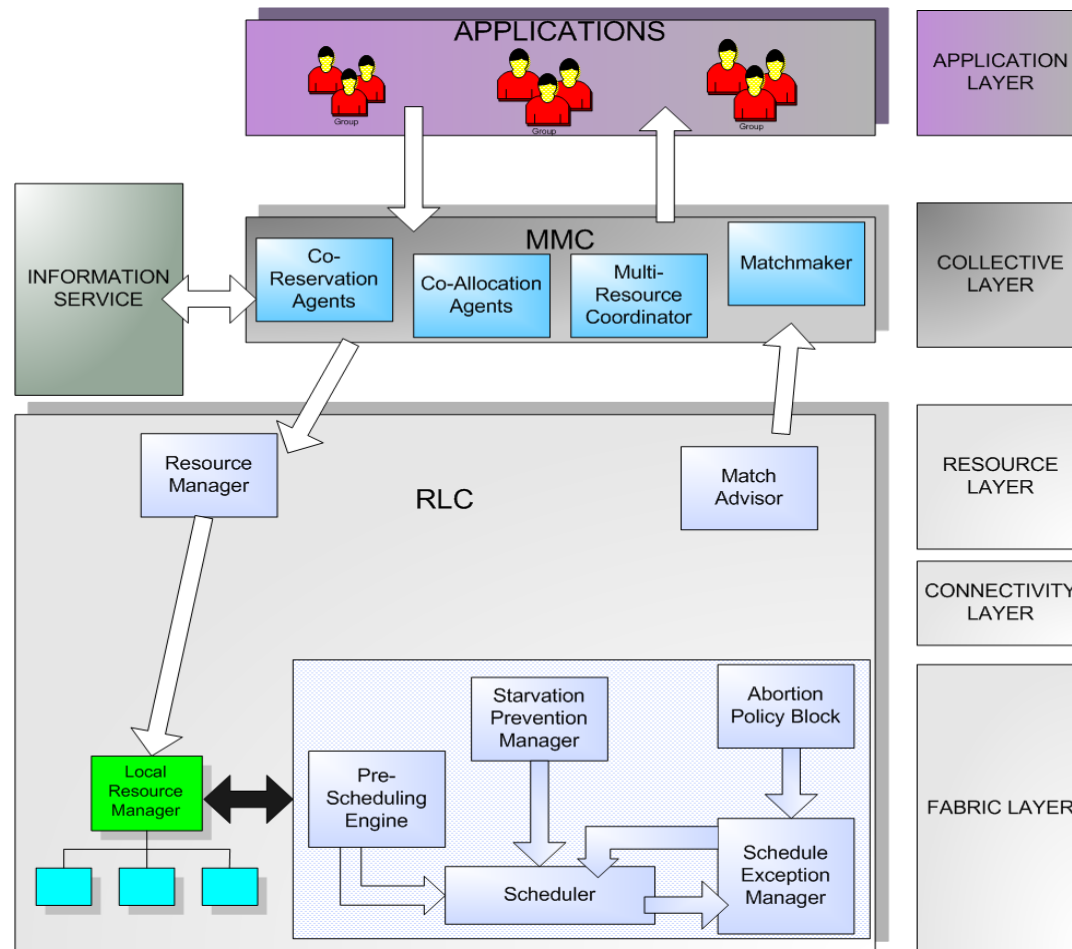 APPLICATIONS
Group
Group
Group
APPLICATION
LAYER
INFORMATION
SERVICE
MMC
Co-
Reservation
Agents
Co-Allocation
Agents
Multi-
Resource
Coordinator
Matchmaker
COLLECTIVE
LAYER
Resource
Manager
RLC
Match
Advisor
RESOURCE
LAYER
CONNECTIVITY
LAYER
Starvation
Prevention
Manager
Abortion
Policy Block
Local
Resource
Manager
Pre-
Scheduling
Engine
Scheduler
Schedule
Exception
Manager
FABRIC LAYER